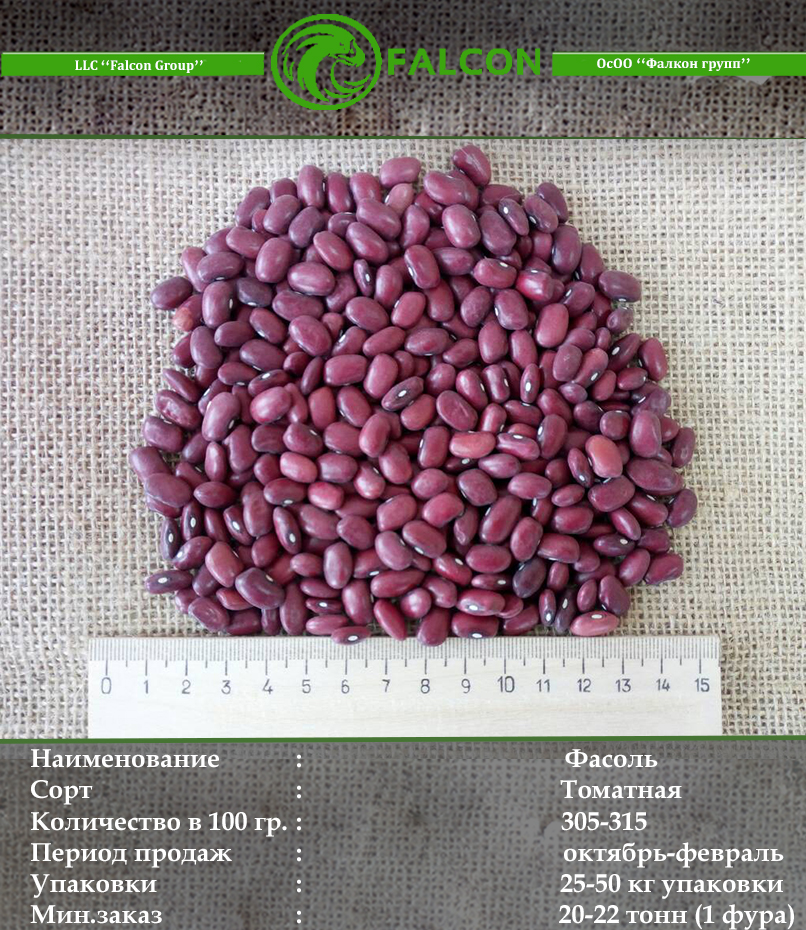 LLC “Falcon Group”
FALCON
ОсОО “Фалкон групп”
0 1 2 3 4 5 6 7 8 9 10 11 12 13 14 15
Наименование : Фасоль
Сорт : Томатная
Количество в 100 гр. : 305-315
Период продаж : октябрь-февраль
Упаковки : 25-50 кг упаковки
Мин.заказ : 20-22 тонн (1 фура)